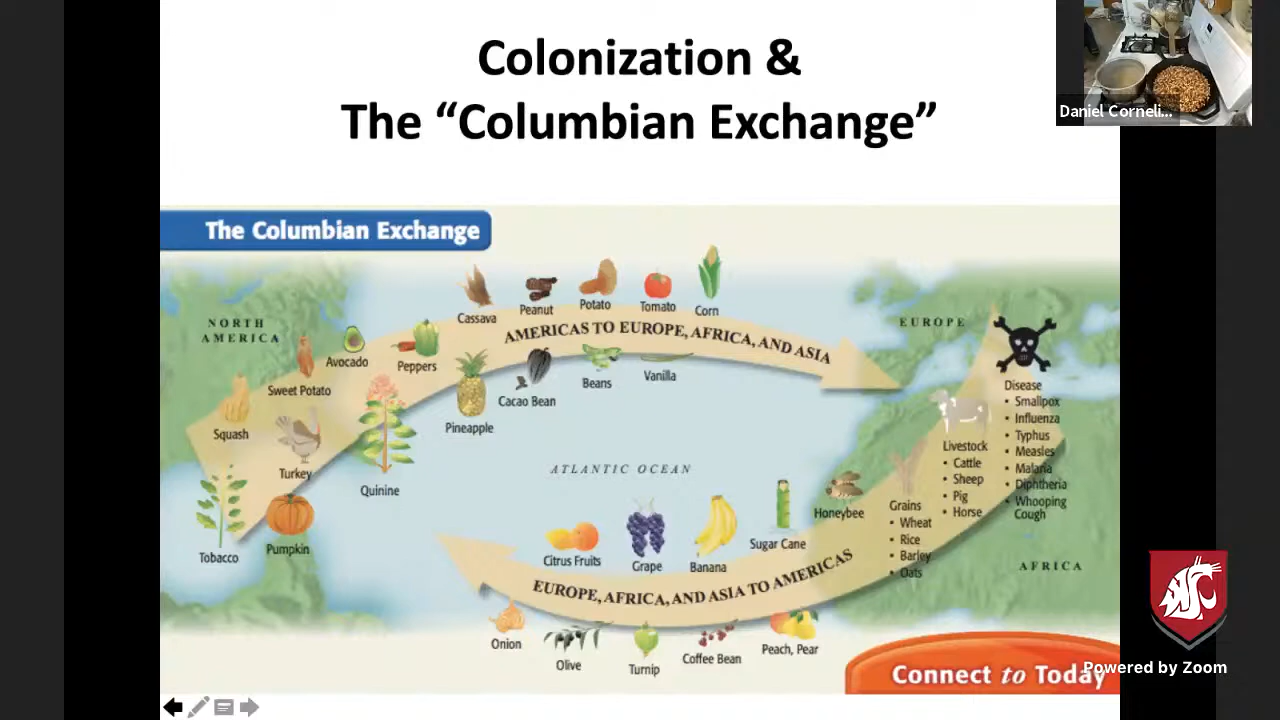 Colonization &
The “Columbian Exchange”
Daniel Corneli...
The Columbian Exchange
NORTH
AMERICA
EUROPE
AFRICA
ATLANTIC OCEAN
AMERICAS TO EUROPE, AFRICA, AND ASIA
Cassava
Peanut
Potato
Tomato
Corn
Avocado
Peppers
Sweet Potato
Squash
Turkey
Quinine
Pineapple
Cacao Bean
Beans
Vanilla
Tobacco
Pumpkin
EUROPE, AFRICA, AND ASIA TO AMERICAS
Citrus Fruits
Grape
Banana
Sugar Cane
Honeybee
Grains
• Wheat
• Rice
• Barley
• Oats
Livestock
• Cattle
• Sheep
• Pig
• Horse
Disease
• Smallpox
• Influenza
• Typhus
• Measles
• Malaria
• Diphtheria
• Whooping
Cough
Onion
Olive
Turnip
Coffee Bean
Peach, Pear
Connect to Today
Powered by Zoom